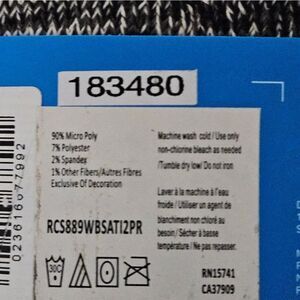 183480
90% Micro Poly
7% Polyester
2% Spandex
1% Other Fibers/Autres Fibres
Exclusive Of Decoration
RCS889WBSATI2PR
30C
Machine wash cold / Use only
non-chlorine bleach as needed
/Tumble dry low/ Do not iron
Laver à la machine à l'eau
froide / Utiliser un agent de
blanchiment non chloré au
besoin / Sécher à basse
température / Ne pas repasser.
RN15741
CA37909
023616077992